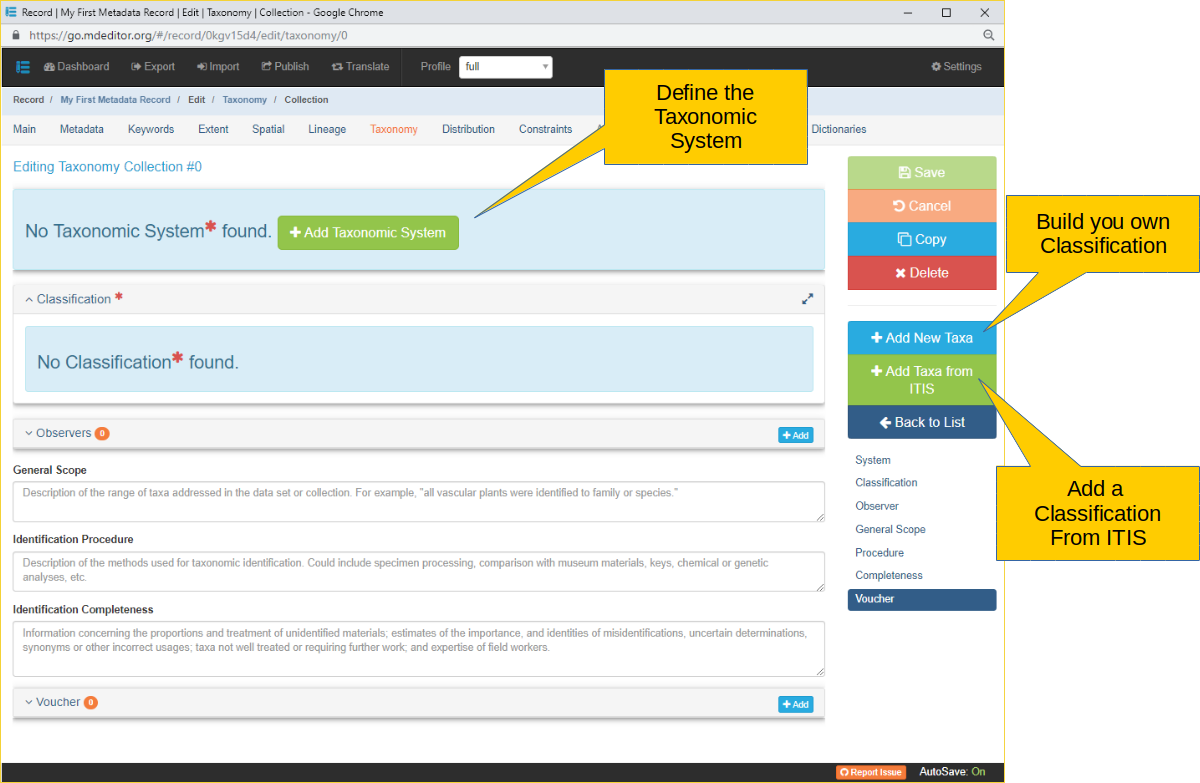 Record | My First Metadata Record | Edit | Taxonomy | Collection - Google Chrome
https://go.mdeditor.org/#/record/0kgv15d4/edit/taxonomy/0
Dashboard Export Import Publish Translate Profile full Settings
Record / My First Metadata Record / Edit / Taxonomy / Collection
Main Metadata Keywords Extent Spatial Lineage Taxonomy Distribution Constraints Dictionaries
Define the
Taxonomic
System
Editing Taxonomy Collection #0
No Taxonomic System* found. + Add Taxonomic System
Classification *
No Classification* found.
Observers 0 + Add
General Scope
Description of the range of taxa addressed in the data set or collection. For example, "all vascular plants were identified to family or species."
Identification Procedure
Description of the methods used for taxonomic identification. Could include specimen processing, comparison with museum materials, keys, chemical or genetic
analyses, etc.
Identification Completeness
Information concerning the proportions and treatment of unidentified materials; estimates of the importance, and identities of misidentifications, uncertain determinations,
synonyms or other incorrect usages; taxa not well treated or requiring further work; and expertise of field workers.
Voucher 0 + Add
Save
Cancel
Copy
Delete
+ Add New Taxa
+ Add Taxa from
ITIS
Back to List
System
Classification
Observer
General Scope
Procedure
Completeness
Voucher
Build you own
Classification
Add a
Classification
From ITIS
Report Issue AutoSave: On